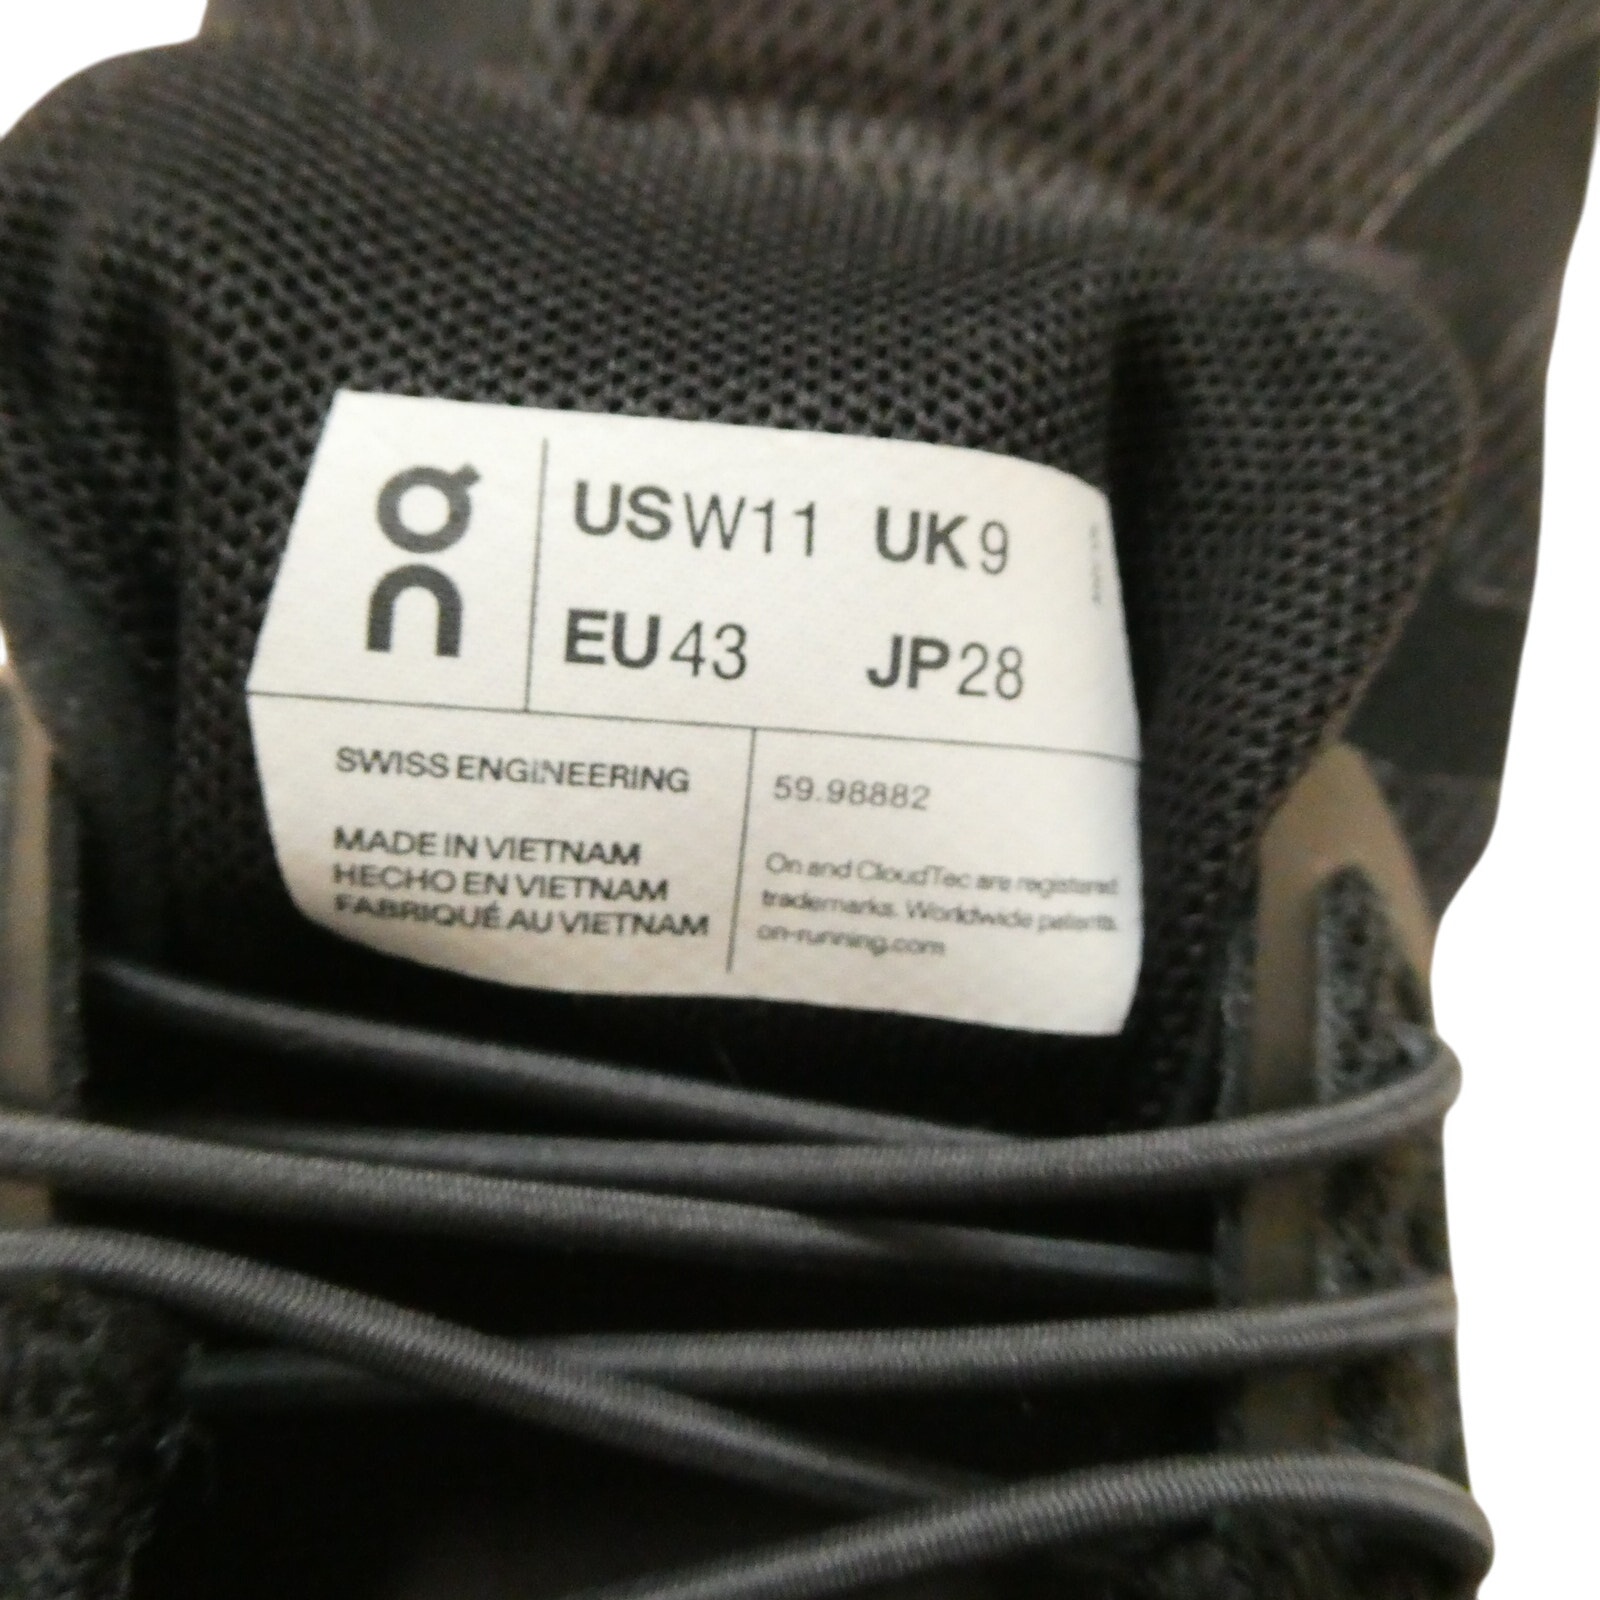 On
USW11 UK9
EU43 JP28
SWISS ENGINEERING
MADE IN VIETNAM
HECHO EN VIETNAM
FABRIQUÉ AU VIETNAM
59.98882
On and CloudTec are registered
trademarks. Worldwide patents.
on-running.com